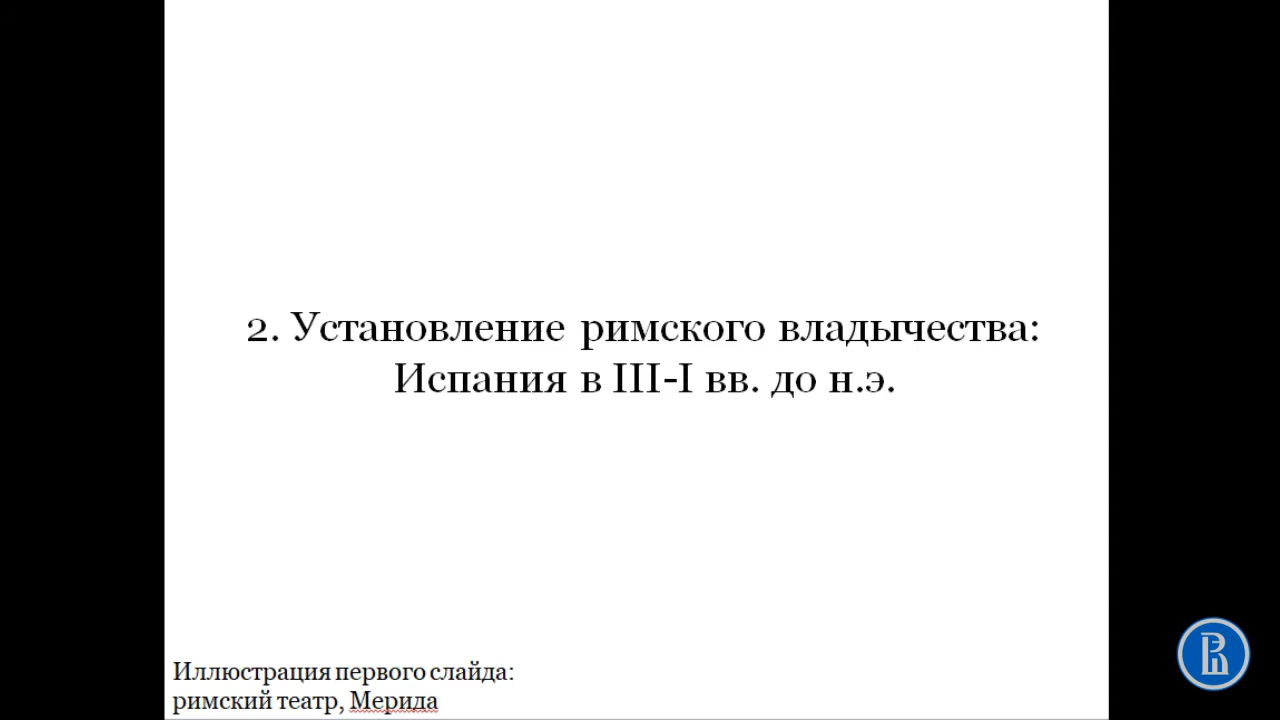 2. Установление римского владычества:
Испания в III-I вв. до н.э.
Иллюстрация первого слайда:
римский театр, Мерида